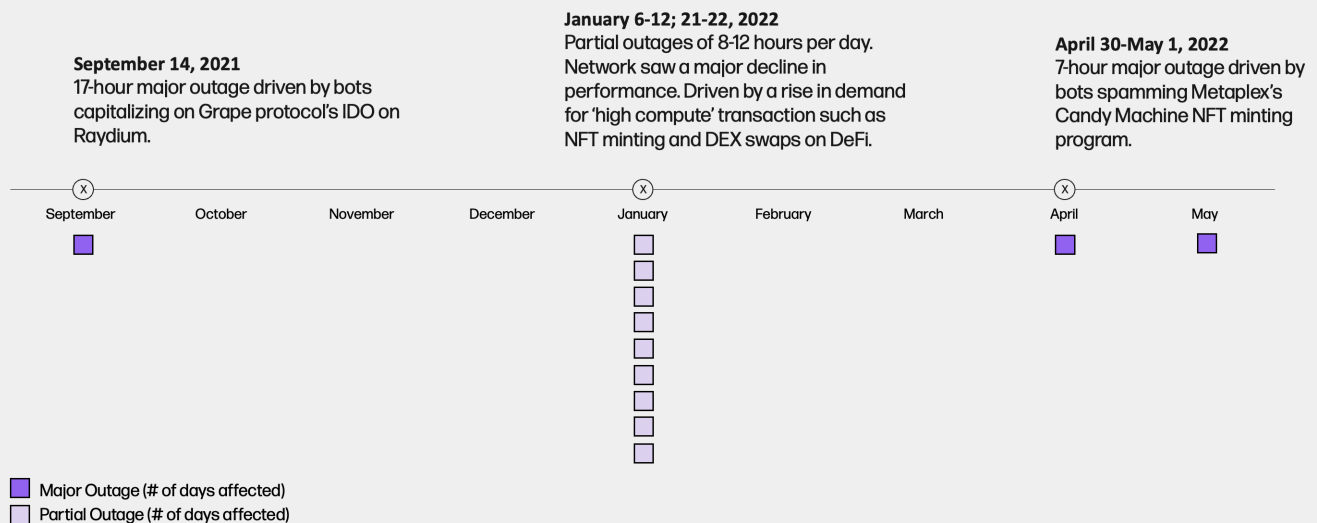 September 14, 2021
17-hour major outage driven by bots
capitalizing on Grape protocol's IDO on
Raydium.
January 6-12; 21-22, 2022
Partial outages of 8-12 hours per day.
Network saw a major decline in
performance. Driven by a rise in demand
for 'high compute' transaction such as
NFT minting and DEX swaps on DeFi.
April 30-May 1, 2022
7-hour major outage driven by
bots spamming Metaplex's
Candy Machine NFT minting
program.
X X X
September October November December January February March April May
Major Outage (# of days affected)
Partial Outage (# of days affected)